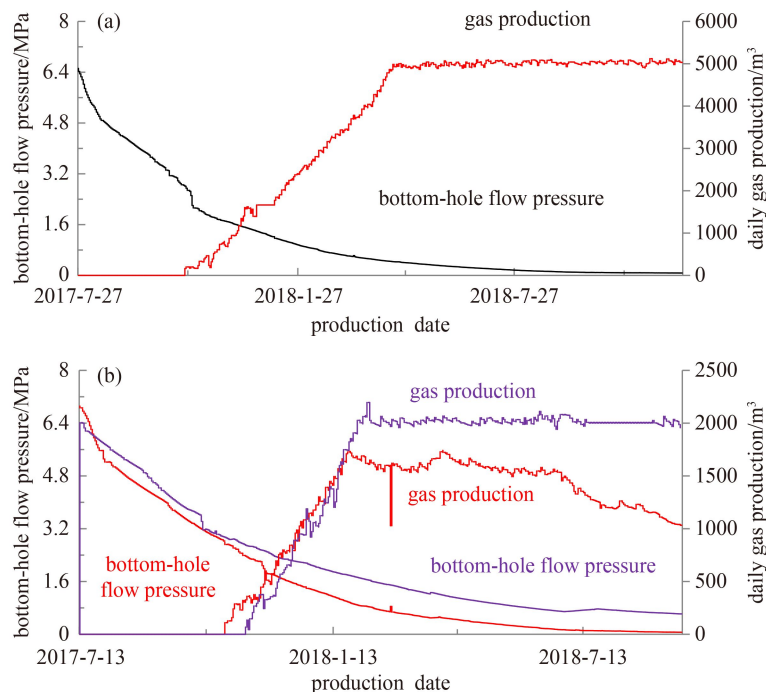 (a)
gas production
bottom-hole flow pressure/MPa
8
6.4
4.8
3.2
1.6
0
6000
5000
4000
3000
2000
1000
0
daily gas production/m³
bottom-hole flow pressure
2017-7-27
2018-1-27
2018-7-27
production date
(b)
gas production
bottom-hole flow pressure/MPa
8
6.4
4.8
3.2
1.6
0
2500
2000
1500
1000
500
0
daily gas production/m³
gas production
bottom-hole
flow pressure
bottom-hole flow pressure
2017-7-13
2018-1-13
2018-7-13
production date